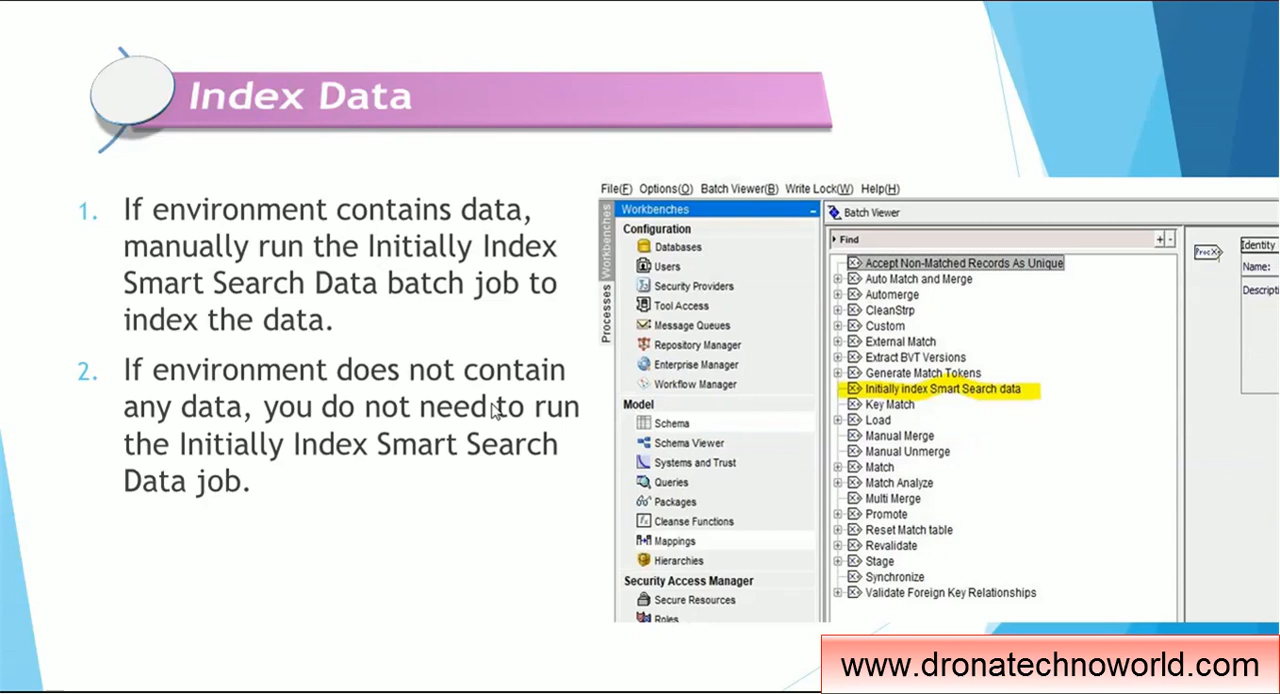 Index Data
1. If environment contains data,
manually run the Initially Index
Smart Search Data batch job to
index the data.
2. If environment does not contain
any data, you do not need to run
the Initially Index Smart Search
Data job.
File(F) Options(O) Batch Viewer(B) Write Lock(W) Help(H)
Workbenches
Processes
Workbenches
Configuration
Databases
Users
Security Providers
Tool Access
Message Queues
Repository Manager
Enterprise Manager
Workflow Manager
Model
Schema
Schema Viewer
Systems and Trust
Queries
Packages
Cleanse Functions
Mappings
Hierarchies
Security Access Manager
Secure Resources
Roles
Batch Viewer
Find
+ -
Accept Non-Matched Records As Unique
Auto Match and Merge
Automerge
CleanStrp
Custom
External Match
Extract BVT Versions
Generate Match Tokens
Initially index Smart Search data
Key Match
Load
Manual Merge
Manual Unmerge
Match
Match Analyze
Multi Merge
Promote
Reset Match table
Revalidate
Stage
Synchronize
Validate Foreign Key Relationships
ProcX
Identity
Name:
Descripti
www.dronatechnoworld.com